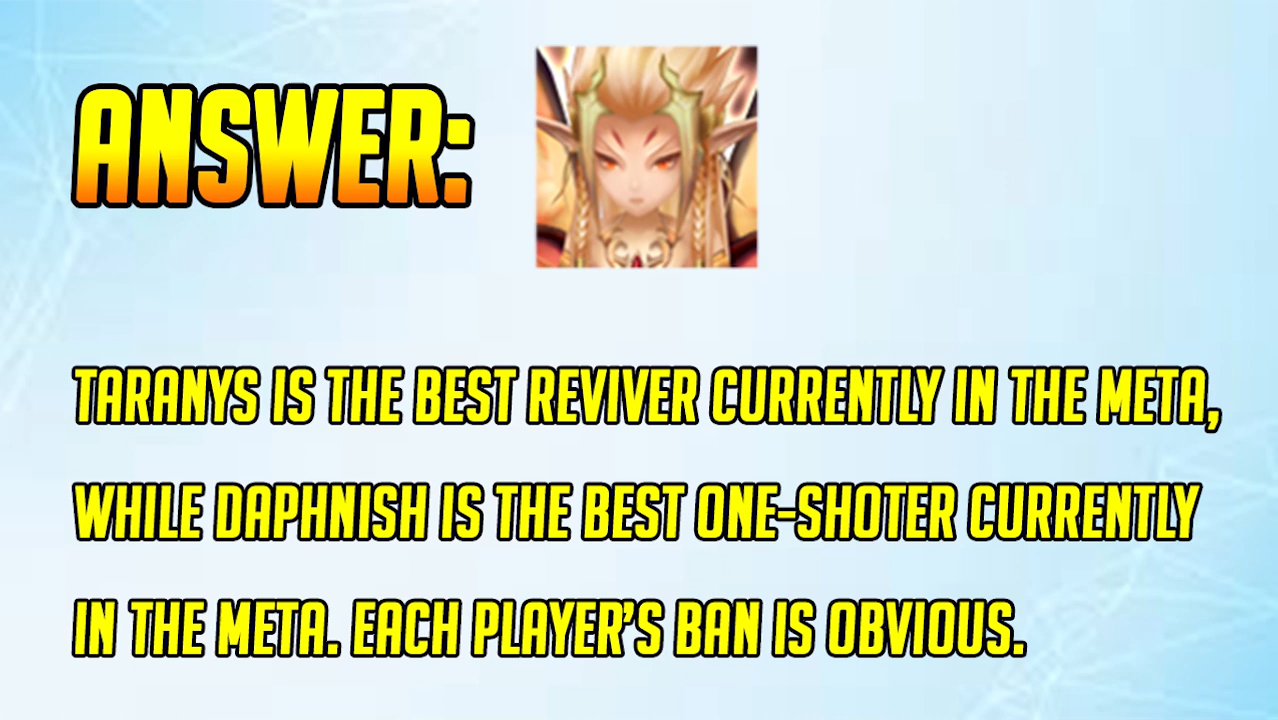 ANSWER:
TARANYS IS THE BEST REVIVER CURRENTLY IN THE META,
WHILE DAPHNISH IS THE BEST ONE-SHOTER CURRENTLY
IN THE META. EACH PLAYER'S BAN IS OBVIOUS.